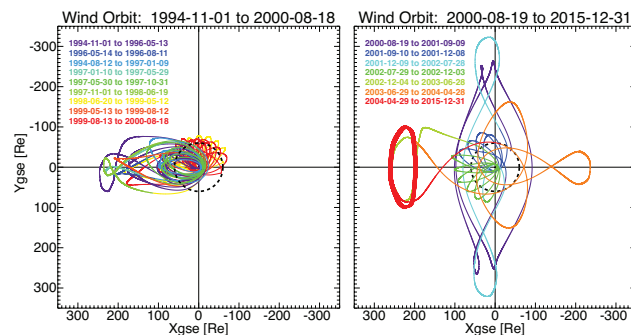 Wind Orbit: 1994-11-01 to 2000-08-18
-300
-200
-100
0
100
200
300
Ygse [Re]
1994-11-01 to 1996-05-13
1996-05-14 to 1996-08-11
1994-08-12 to 1997-01-09
1997-01-10 to 1997-05-29
1997-05-30 to 1997-10-31
1997-11-01 to 1998-06-19
1998-06-20 to 1999-05-12
1999-05-13 to 1999-08-12
1999-08-13 to 2000-08-18
300 200 100 0 -100 -200 -300
Xgse [Re]
Wind Orbit: 2000-08-19 to 2015-12-31
2000-08-19 to 2001-09-09
2001-09-10 to 2001-12-08
2001-12-09 to 2002-07-28
2002-07-29 to 2002-12-03
2002-12-04 to 2003-06-28
2003-06-29 to 2004-04-28
2004-04-29 to 2015-12-31
300 200 100 0 -100 -200 -300
Xgse [Re]